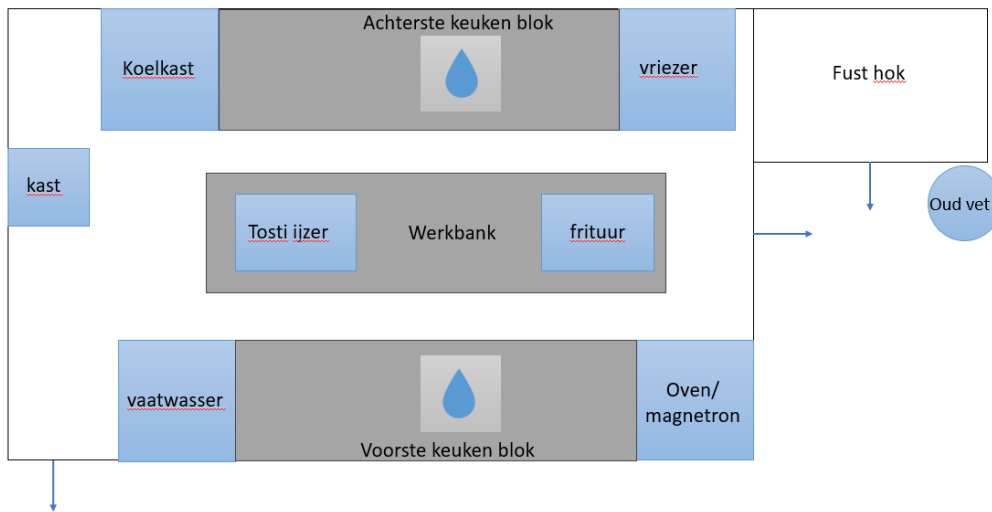 Achterste keuken blok
Koelkast
vriezer
Fust hok
kast
Oud vet
Tosti ijzer
Werkbank
frituur
vaatwasser
Oven/
magnetron
Voorste keuken blok